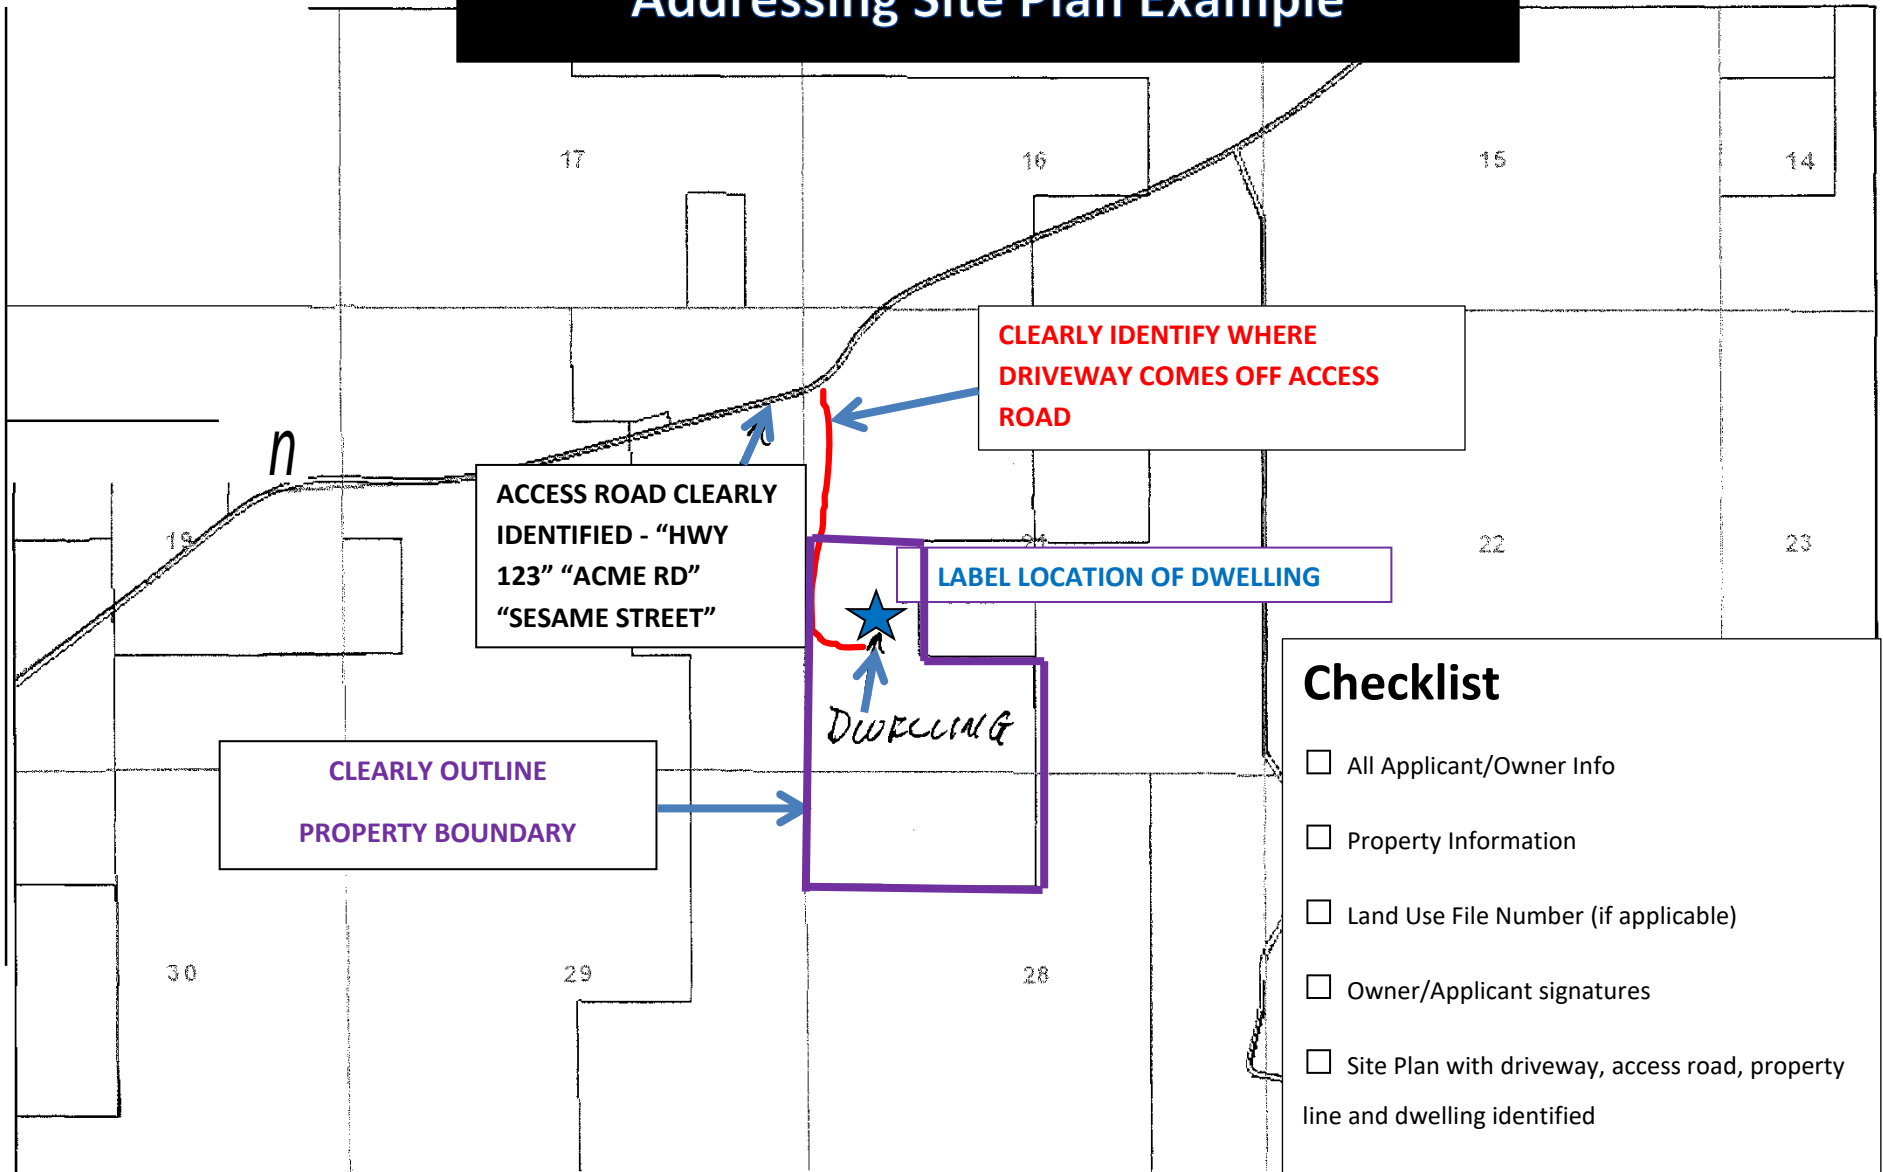 Addressing Site Plan Example
17
16
15
14
CLEARLY IDENTIFY WHERE
DRIVEWAY COMES OFF ACCESS
ROAD
n
ACCESS ROAD CLEARLY
IDENTIFIED - “HWY
123” “ACME RD”
“SESAME STREET”
19
21
22
23
LABEL LOCATION OF DWELLING
DWELLING
CLEARLY OUTLINE
PROPERTY BOUNDARY
30
29
28
Checklist
☐ All Applicant/Owner Info
☐ Property Information
☐ Land Use File Number (if applicable)
☐ Owner/Applicant signatures
☐ Site Plan with driveway, access road, property
line and dwelling identified